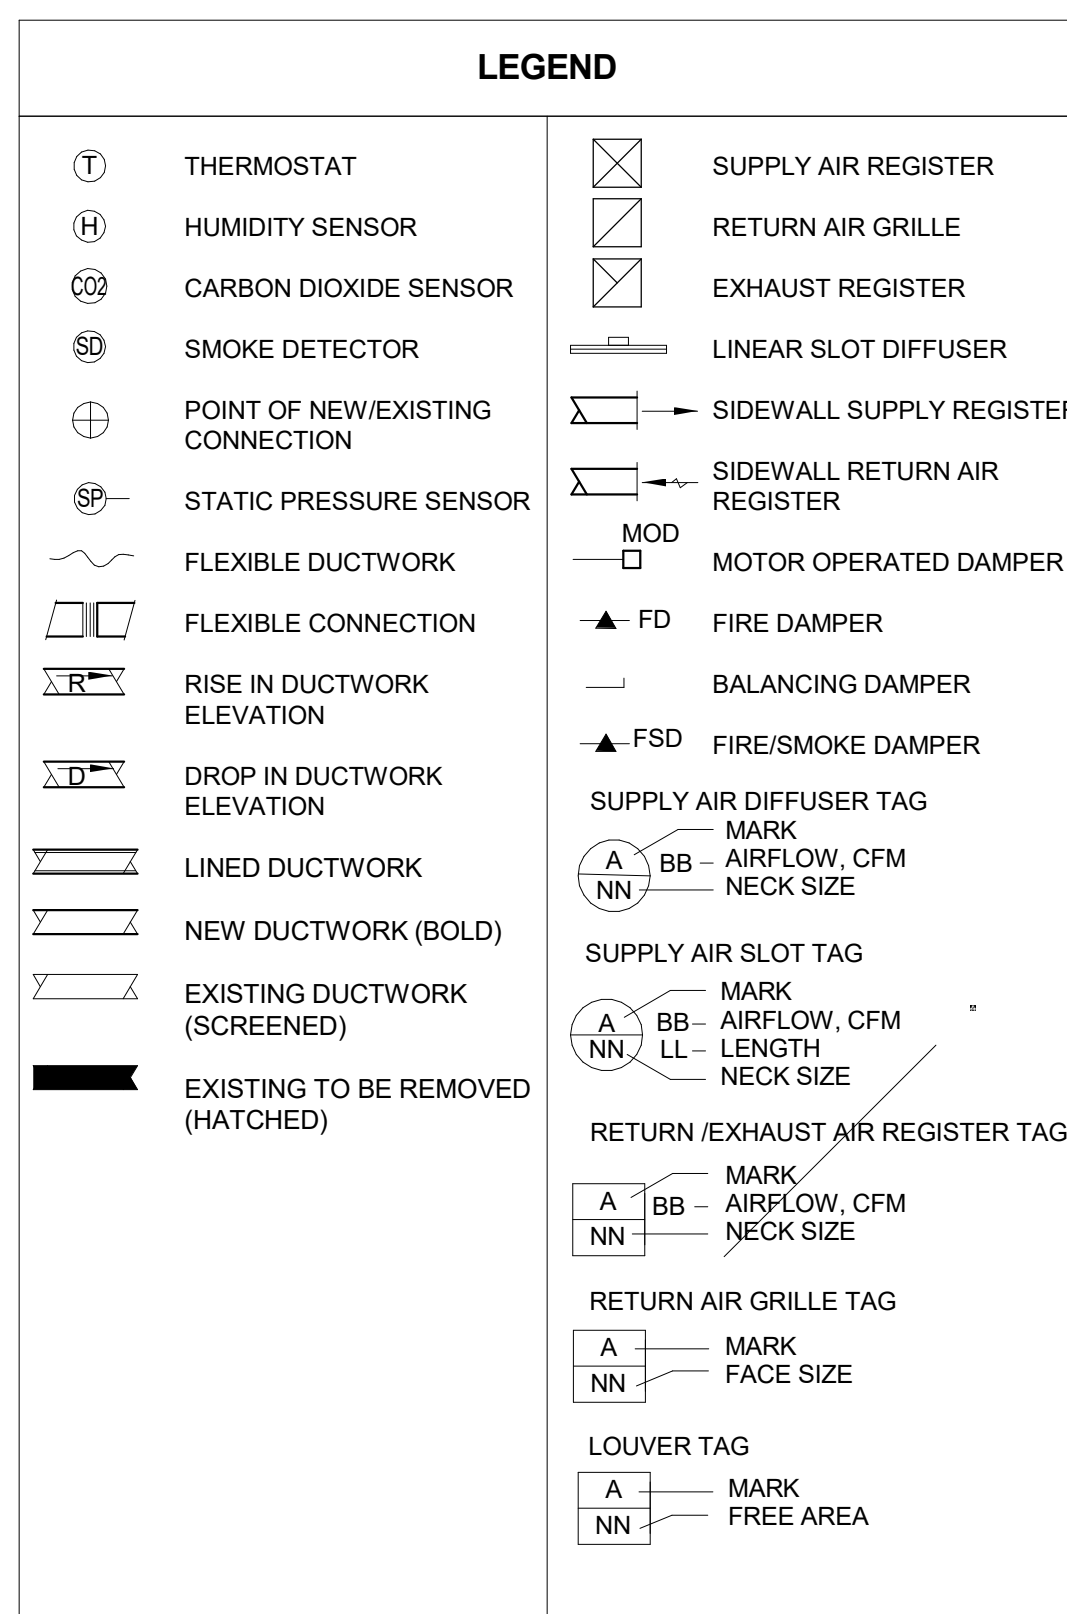 LEGEND
T THERMOSTAT
H HUMIDITY SENSOR
CO2 CARBON DIOXIDE SENSOR
SD SMOKE DETECTOR
POINT OF NEW/EXISTING
CONNECTION
SP STATIC PRESSURE SENSOR
FLEXIBLE DUCTWORK
FLEXIBLE CONNECTION
R RISE IN DUCTWORK
ELEVATION
D DROP IN DUCTWORK
ELEVATION
LINED DUCTWORK
NEW DUCTWORK (BOLD)
EXISTING DUCTWORK
(SCREENED)
EXISTING TO BE REMOVED
(HATCHED)
SUPPLY AIR REGISTER
RETURN AIR GRILLE
EXHAUST REGISTER
LINEAR SLOT DIFFUSER
SIDEWALL SUPPLY REGISTER
SIDEWALL RETURN AIR
REGISTER
MOD
MOTOR OPERATED DAMPER
FD FIRE DAMPER
BALANCING DAMPER
FSD FIRE/SMOKE DAMPER
SUPPLY AIR DIFFUSER TAG
MARK
A BB AIRFLOW, CFM
NN NECK SIZE
SUPPLY AIR SLOT TAG
MARK
A BB AIRFLOW, CFM
NN LL LENGTH
NECK SIZE
RETURN /EXHAUST AIR REGISTER TAG
MARK
A BB AIRFLOW, CFM
NN NECK SIZE
RETURN AIR GRILLE TAG
A MARK
NN FACE SIZE
LOUVER TAG
A MARK
NN FREE AREA